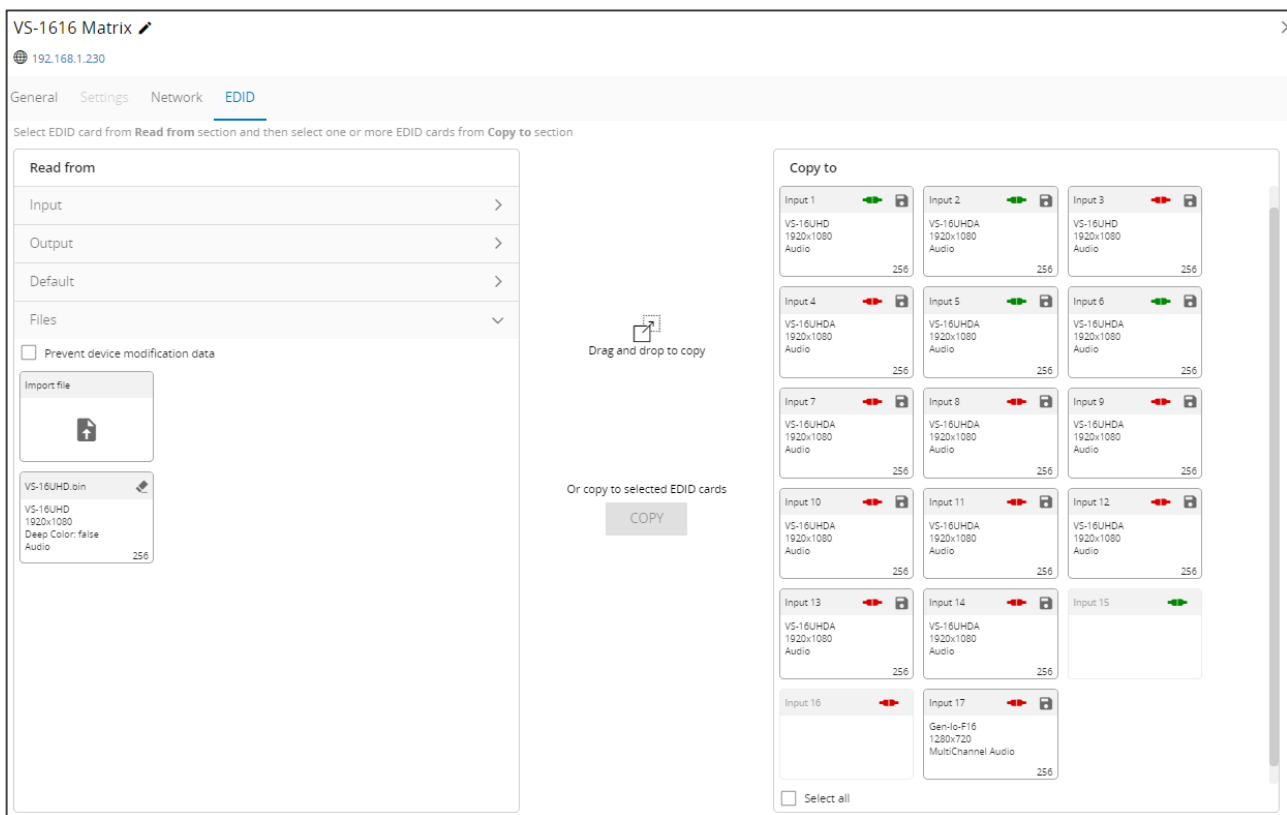 VS-1616 Matrix
192.168.1.230
General Settings Network EDID
Select EDID card from Read from section and then select one or more EDID cards from Copy to section
Read from
Input
Output
Default
Files
Prevent device modification data
Import file
VS-16UHD.bin
VS-16UHD
1920x1080
Deep Color: false
Audio
256
Drag and drop to copy
Or copy to selected EDID cards
COPY
Copy to
Input 1
VS-16UHD
1920x1080
Audio
256
Input 2
VS-16UHDA
1920x1080
Audio
256
Input 3
VS-16UHD
1920x1080
Audio
256
Input 4
VS-16UHDA
1920x1080
Audio
256
Input 5
VS-16UHDA
1920x1080
Audio
256
Input 6
VS-16UHDA
1920x1080
Audio
256
Input 7
VS-16UHDA
1920x1080
Audio
256
Input 8
VS-16UHDA
1920x1080
Audio
256
Input 9
VS-16UHDA
1920x1080
Audio
256
Input 10
VS-16UHDA
1920x1080
Audio
256
Input 11
VS-16UHDA
1920x1080
Audio
256
Input 12
VS-16UHDA
1920x1080
Audio
256
Input 13
VS-16UHDA
1920x1080
Audio
256
Input 14
VS-16UHDA
1920x1080
Audio
256
Input 15
Input 16
Input 17
Gen-lo-F16
1280x720
MultiChannel Audio
256
Select all